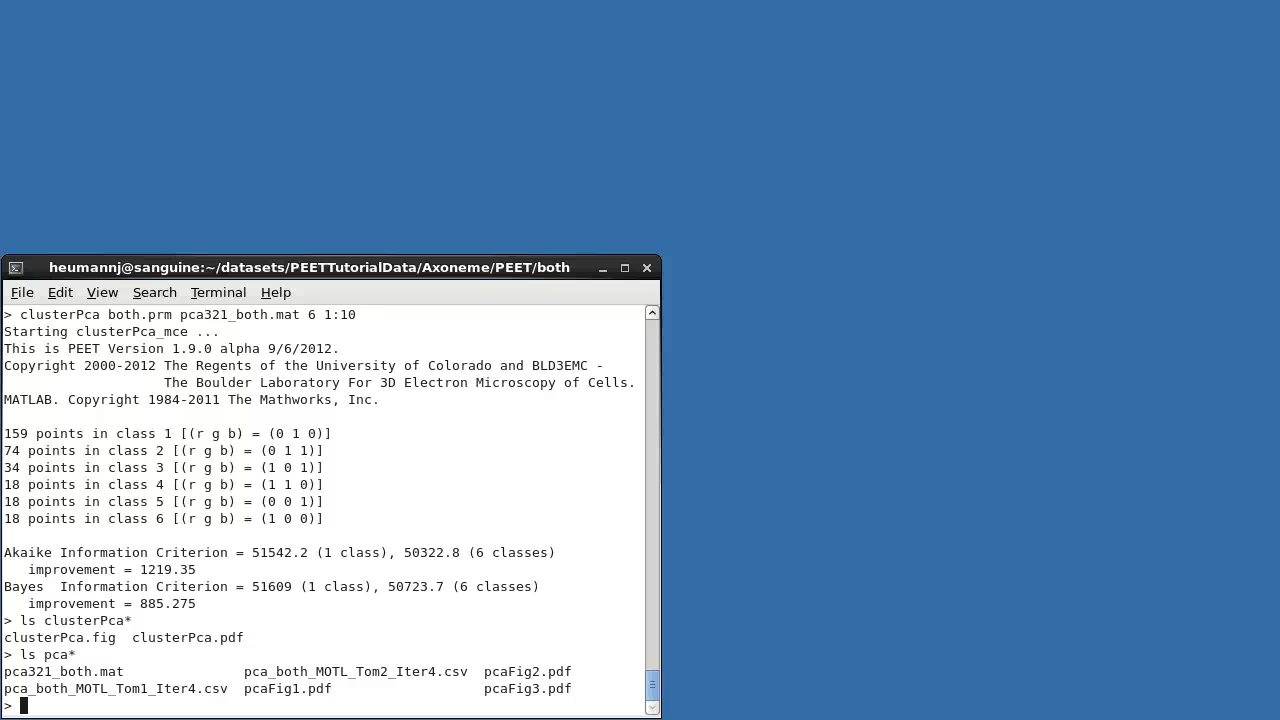 heumannj@sanguine:~/datasets/PEETTutorialData/Axoneme/PEET/both
File Edit View Search Terminal Help
> clusterPca both.prm pca321_both.mat 6 1:10
Starting clusterPca_mce ...
This is PEET Version 1.9.0 alpha 9/6/2012.
Copyright 2000-2012 The Regents of the University of Colorado and BLD3EMC -
The Boulder Laboratory For 3D Electron Microscopy of Cells.
MATLAB. Copyright 1984-2011 The Mathworks, Inc.
159 points in class 1 [(r g b) = (0 1 0)]
74 points in class 2 [(r g b) = (0 1 1)]
34 points in class 3 [(r g b) = (1 0 1)]
18 points in class 4 [(r g b) = (1 1 0)]
18 points in class 5 [(r g b) = (0 0 1)]
18 points in class 6 [(r g b) = (1 0 0)]
Akaike Information Criterion = 51542.2 (1 class), 50322.8 (6 classes)
improvement = 1219.35
Bayes  Information Criterion = 51609 (1 class), 50723.7 (6 classes)
improvement = 885.275
> ls clusterPca*
clusterPca.fig  clusterPca.pdf
> ls pca*
pca321_both.mat               pca_both_MOTL_Tom2_Iter4.csv  pcaFig2.pdf
pca_both_MOTL_Tom1_Iter4.csv  pcaFig1.pdf                   pcaFig3.pdf
>